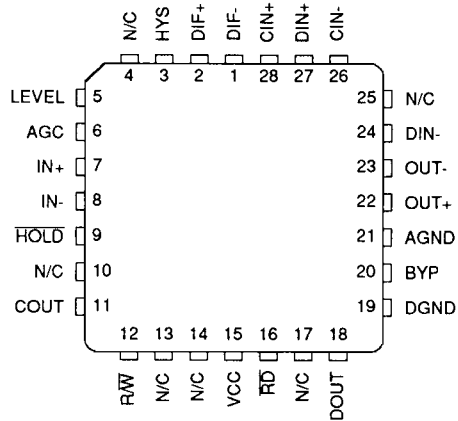 N/C HYS DIF+ DIF- CIN+ DIN+ CIN-
4 3 2 1 28 27 26
LEVEL 5
AGC 6
IN+ 7
IN- 8
HOLD 9
N/C 10
COUT 11
25 N/C
24 DIN-
23 OUT-
22 OUT+
21 AGND
20 BYP
19 DGND
12 13 14 15 16 17 18
R/W N/C N/C VCC RD N/C DOUT